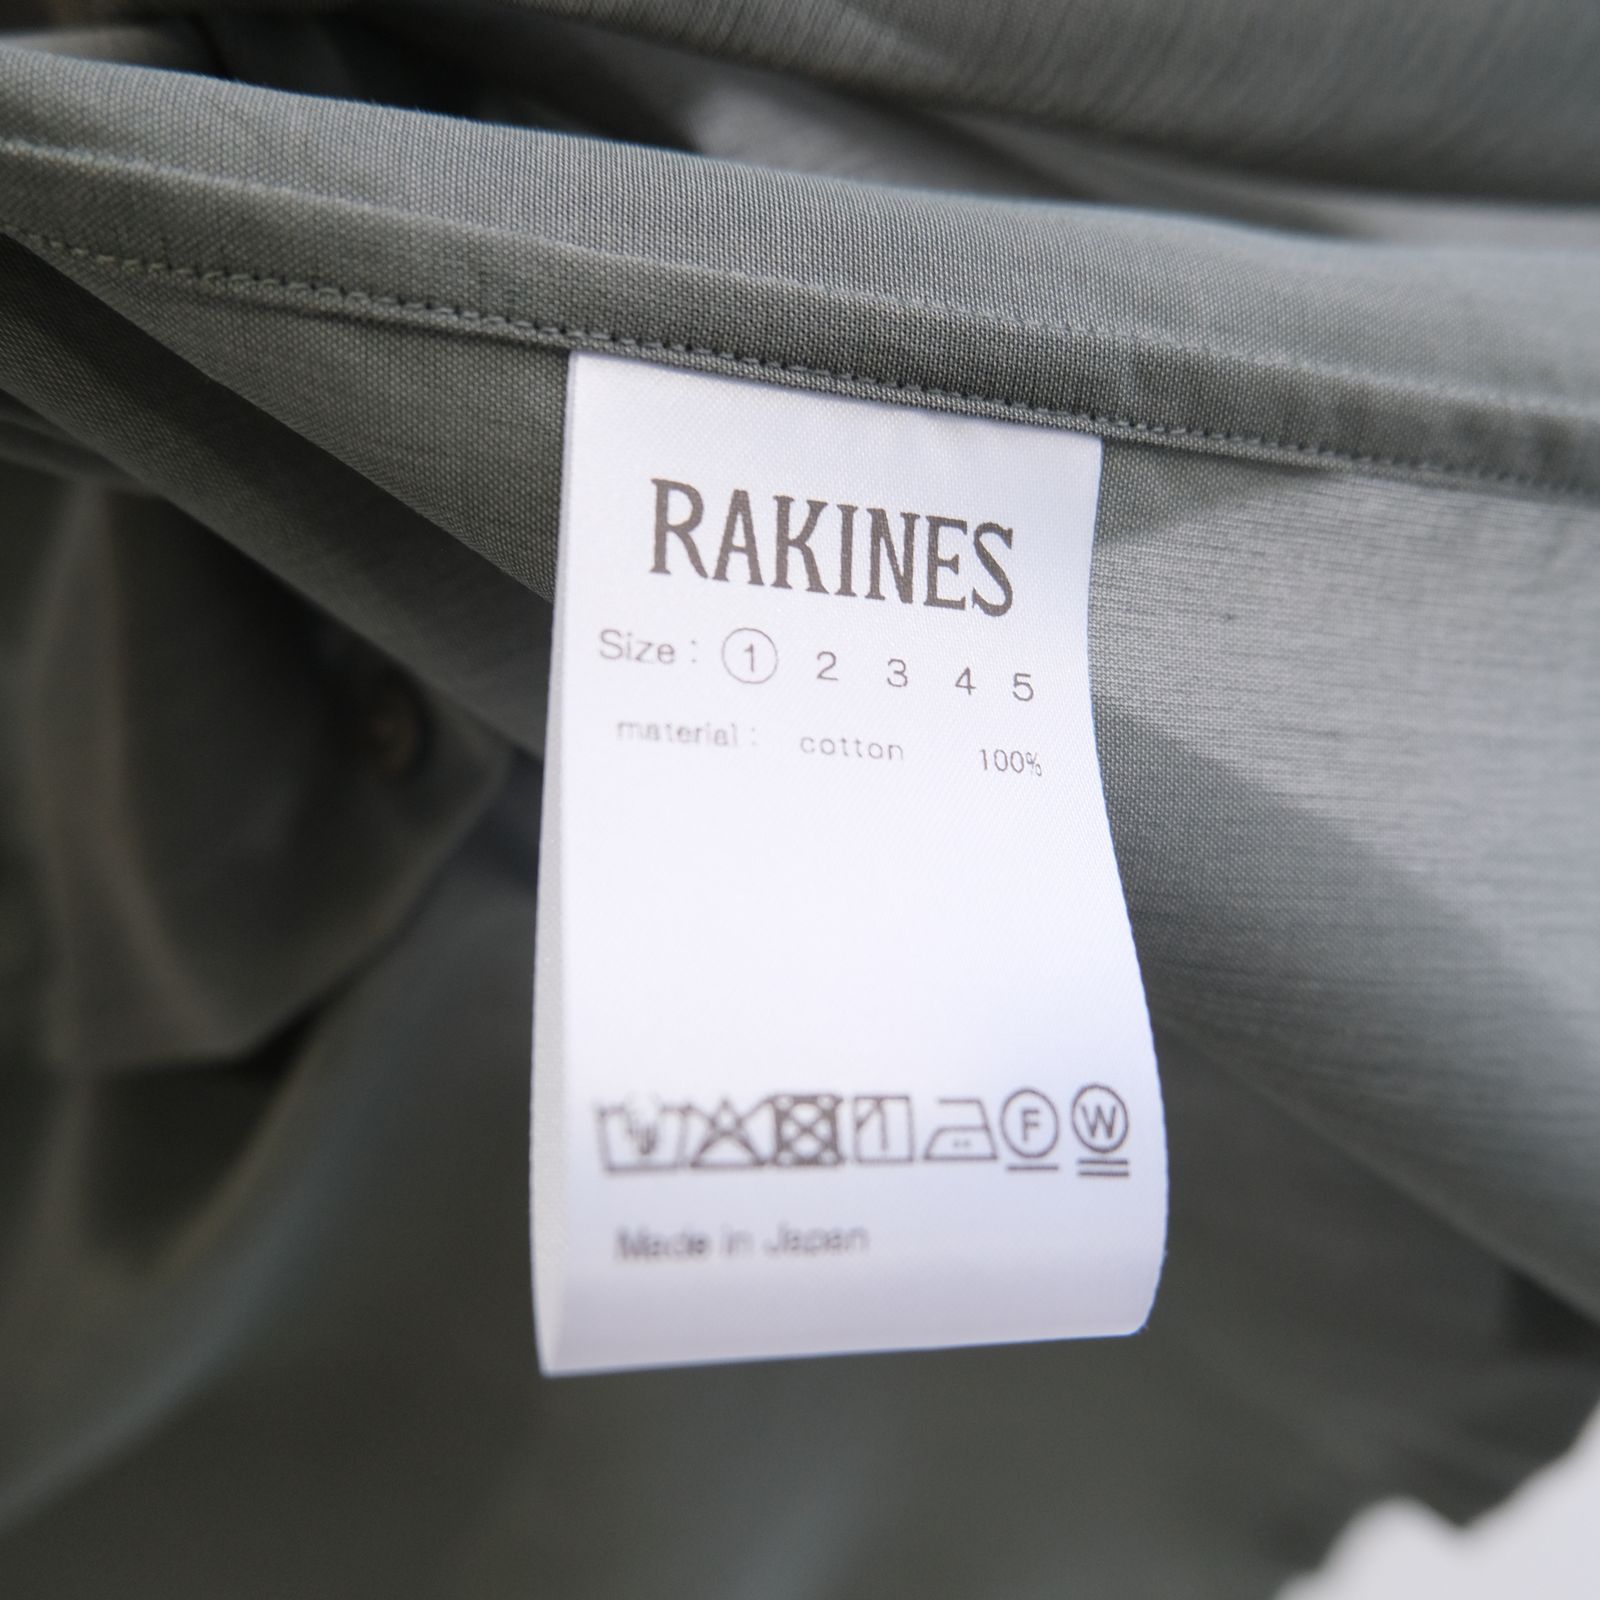 RAKINES
Size : 1 2 3 4 5
material : cotton 100%
F W
Made in Japan